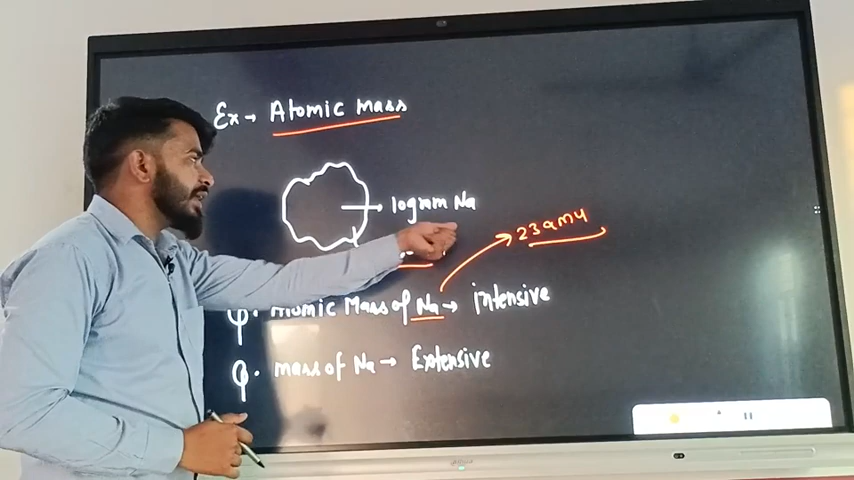 Ex→ Atomic mass
10gram Na
23amu
Q. Atomic Mass of Na → intensive
Q. mass of Na → Extensive